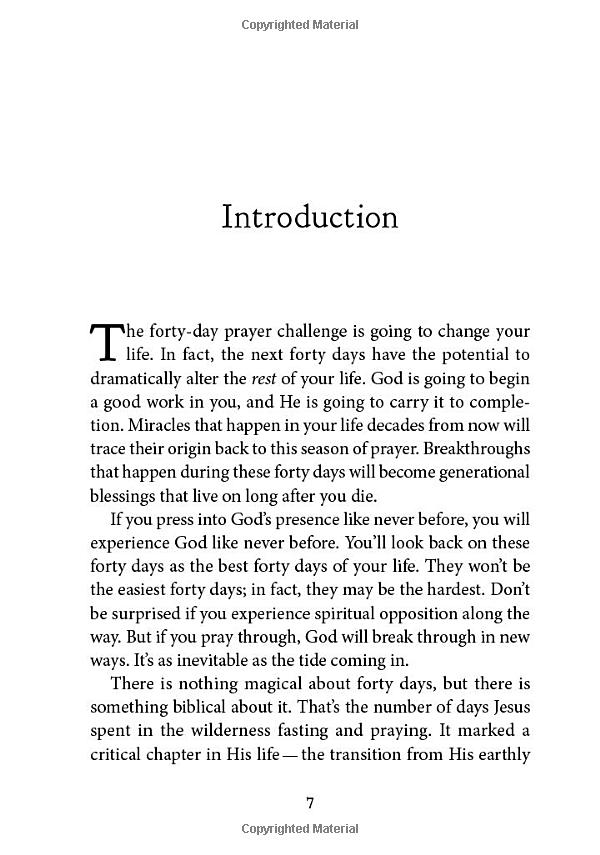 Copyrighted Material
Introduction
The forty-day prayer challenge is going to change your
life. In fact, the next forty days have the potential to
dramatically alter the rest of your life. God is going to begin
a good work in you, and He is going to carry it to comple-
tion. Miracles that happen in your life decades from now will
trace their origin back to this season of prayer. Breakthroughs
that happen during these forty days will become generational
blessings that live on long after you die.
If you press into God’s presence like never before, you will
experience God like never before. You’ll look back on these
forty days as the best forty days of your life. They won’t be
the easiest forty days; in fact, they may be the hardest. Don’t
be surprised if you experience spiritual opposition along the
way. But if you pray through, God will break through in new
ways. It’s as inevitable as the tide coming in.
There is nothing magical about forty days, but there is
something biblical about it. That’s the number of days Jesus
spent in the wilderness fasting and praying. It marked a
critical chapter in His life — the transition from His earthly
7
Copyrighted Material